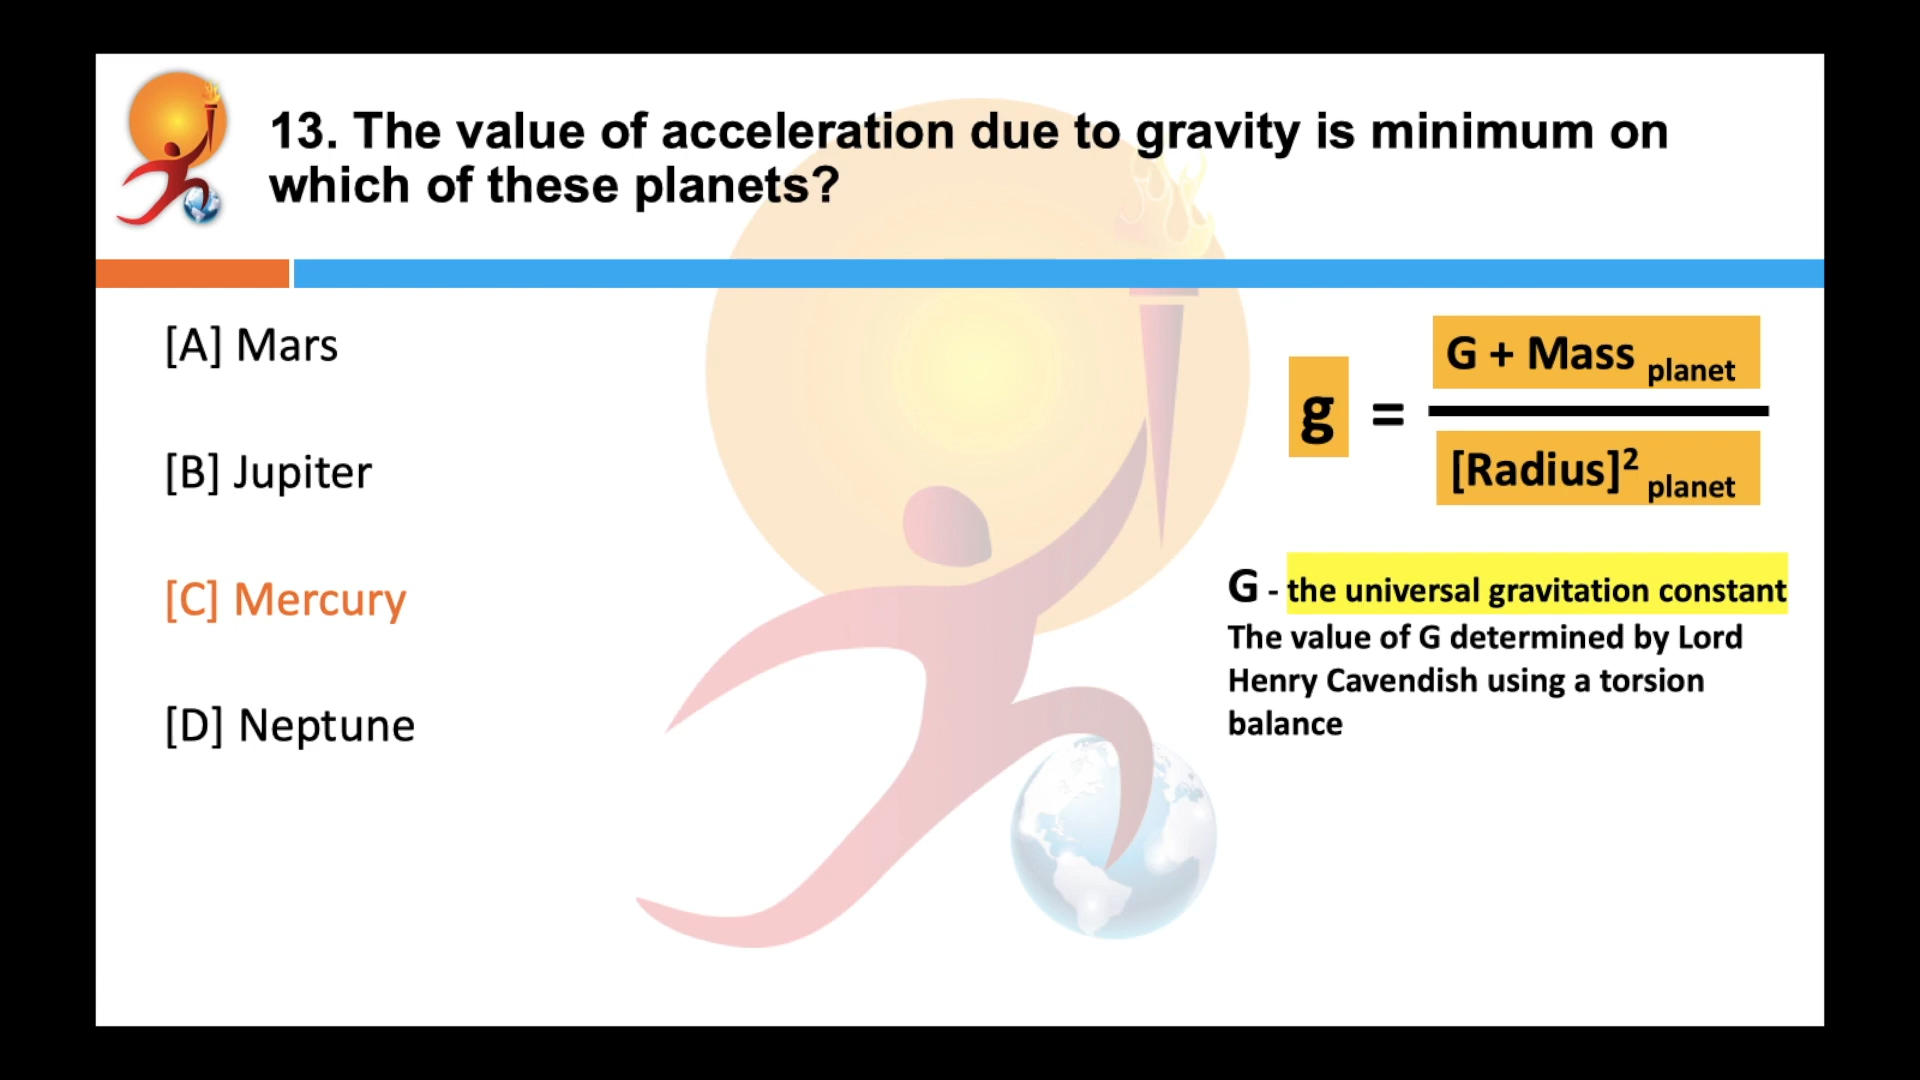 13. The value of acceleration due to gravity is minimum on
which of these planets?
[A] Mars
[B] Jupiter
[C] Mercury
[D] Neptune
g = G + Mass planet
[Radius]² planet
G - the universal gravitation constant
The value of G determined by Lord
Henry Cavendish using a torsion
balance